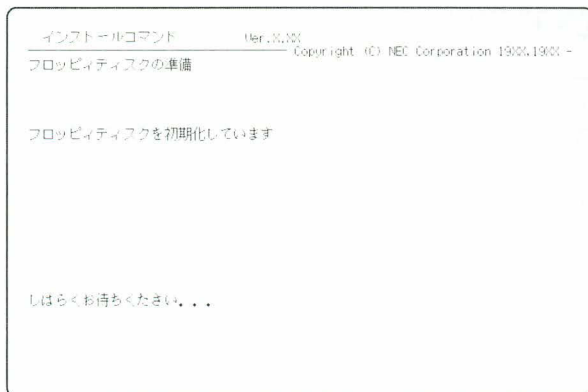 インストールコマンド Ver.X.XX
Copyright (C) NEC Corporation 19XX,19XX
フロッピィディスクの準備
フロッピィディスクを初期化しています
しばらくお待ちください...